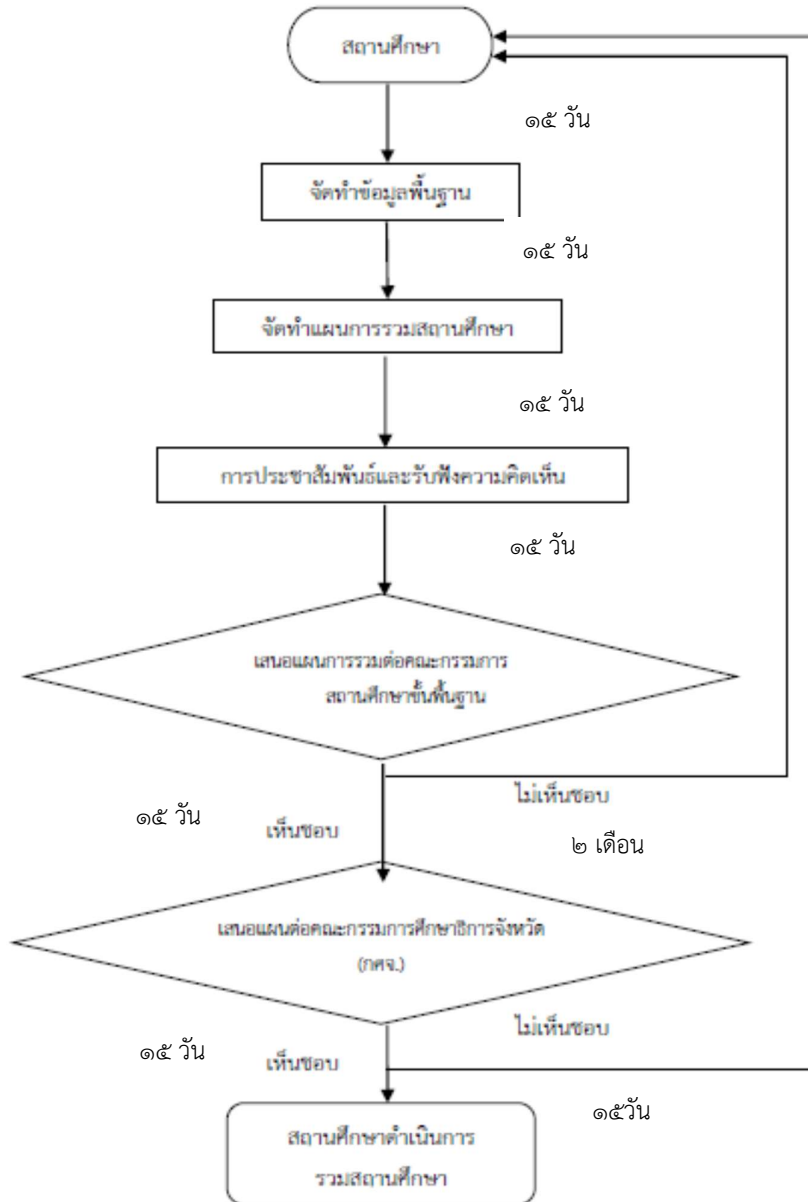 สถานศึกษา
๑๕ วัน
จัดทำข้อมูลพื้นฐาน
๑๕ วัน
จัดทำแผนการรวมสถานศึกษา
๑๕ วัน
การประชาสัมพันธ์และรับฟังความคิดเห็น
๑๕ วัน
เสนอแผนการรวมต่อคณะกรรมการ
สถานศึกษาขั้นพื้นฐาน
ไม่เห็นชอบ
๑๕ วัน
เห็นชอบ
๒ เดือน
เสนอแผนต่อคณะกรรมการศึกษาธิการจังหวัด
(กศจ.)
ไม่เห็นชอบ
๑๕ วัน
เห็นชอบ
๑๕วัน
สถานศึกษาดำเนินการ
รวมสถานศึกษา